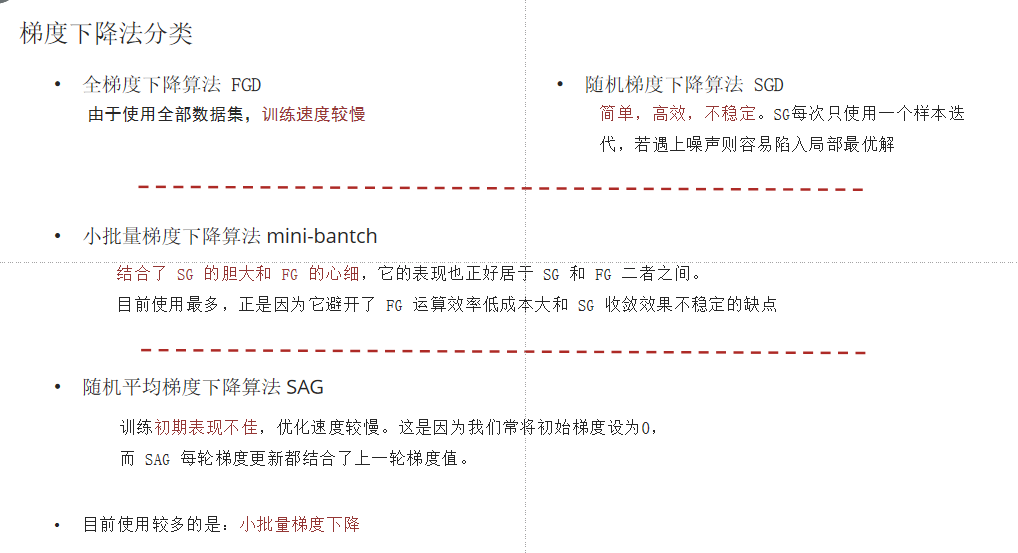 梯度下降法分类
• 全梯度下降算法 FGD
由于使用全部数据集，训练速度较慢
• 随机梯度下降算法 SGD
简单，高效，不稳定。SG每次只使用一个样本迭
代，若遇上噪声则容易陷入局部最优解
• 小批量梯度下降算法 mini-bantch
结合了 SG 的胆大和 FG 的心细，它的表现也正好居于 SG 和 FG 二者之间。
目前使用最多，正是因为它避开了 FG 运算效率低成本大和 SG 收敛效果不稳定的缺点
• 随机平均梯度下降算法 SAG
训练初期表现不佳，优化速度较慢。这是因为我们常将初始梯度设为0，
而 SAG 每轮梯度更新都结合了上一轮梯度值。
• 目前使用较多的是：小批量梯度下降